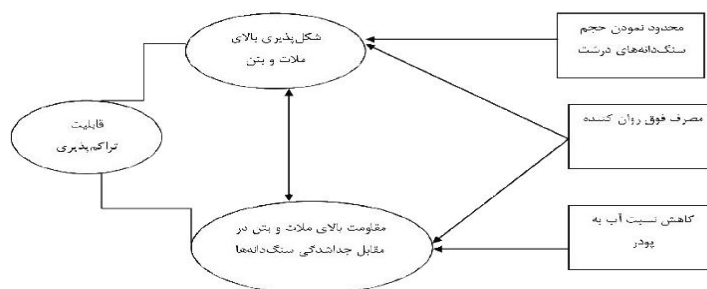 محدود نمودن حجم
سنگ‌دانه‌های درشت
شکل‌پذیری بالای
ملات و بتن
مصرف فوق روان کننده
قابلیت
تراکم‌پذیری
کاهش نسبت آب به
پودر
مقاومت بالای ملات و بتن در
مقابل جداشدگی سنگ‌دانه‌ها